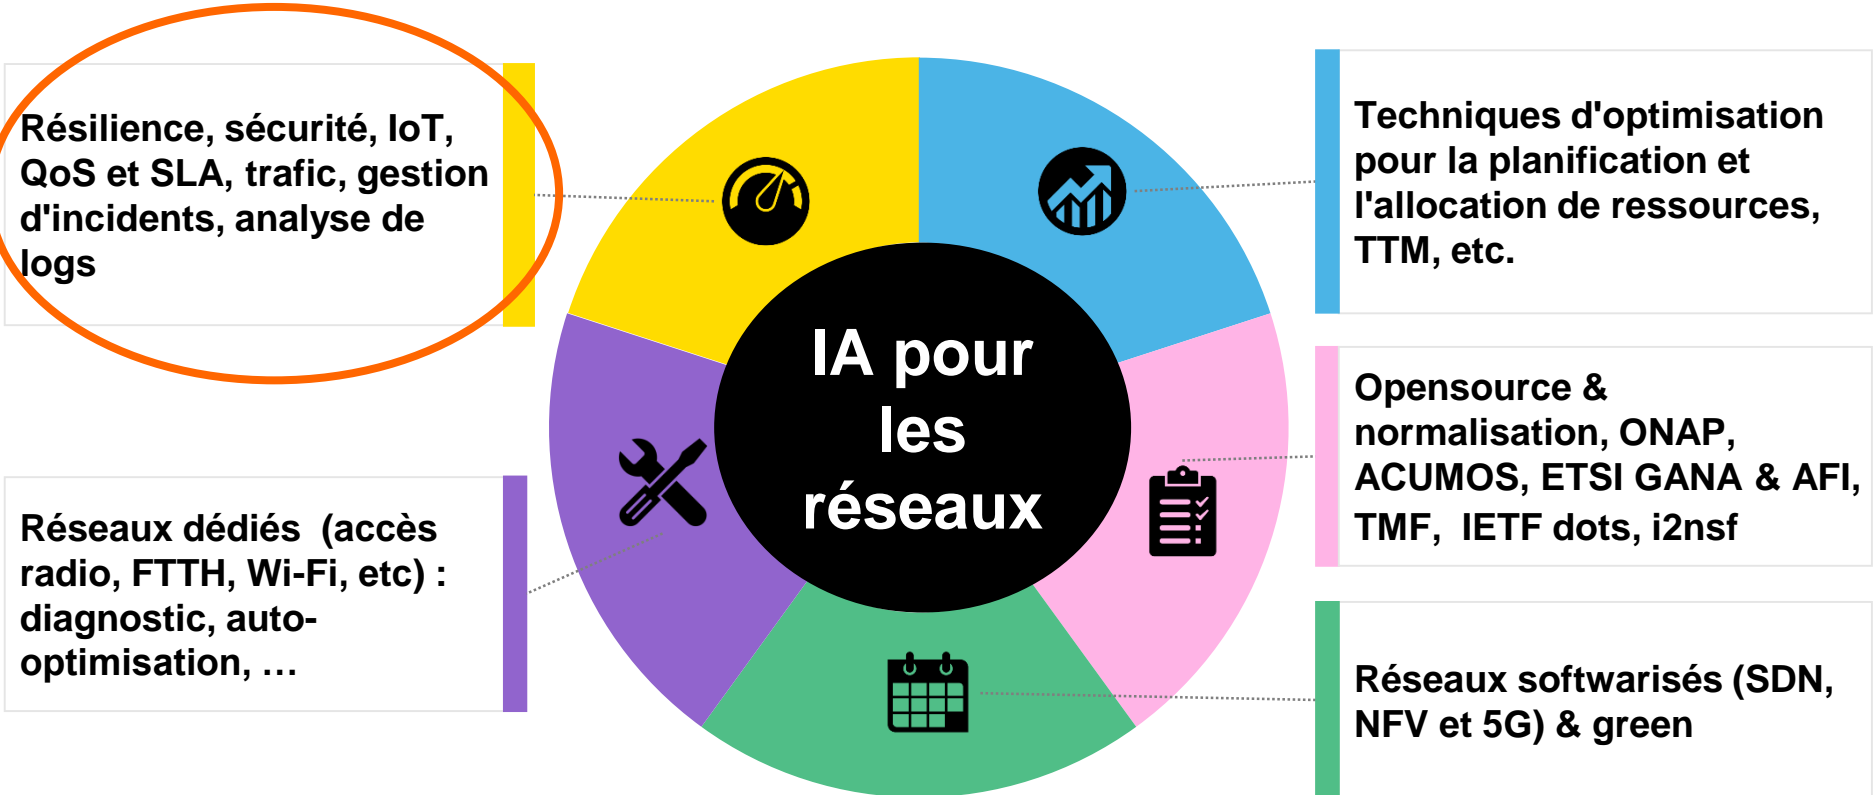 Résilience, sécurité, IoT,
QoS et SLA, trafic, gestion
d'incidents, analyse de
logs
Réseaux dédiés (accès
radio, FTTH, Wi-Fi, etc) :
diagnostic, auto-
optimisation, …
IA pour
les
réseaux
Techniques d'optimisation
pour la planification et
l'allocation de ressources,
TTM, etc.
Opensource &
normalisation, ONAP,
ACUMOS, ETSI GANA & AFI,
TMF, IETF dots, i2nsf
Réseaux softwarisés (SDN,
NFV et 5G) & green